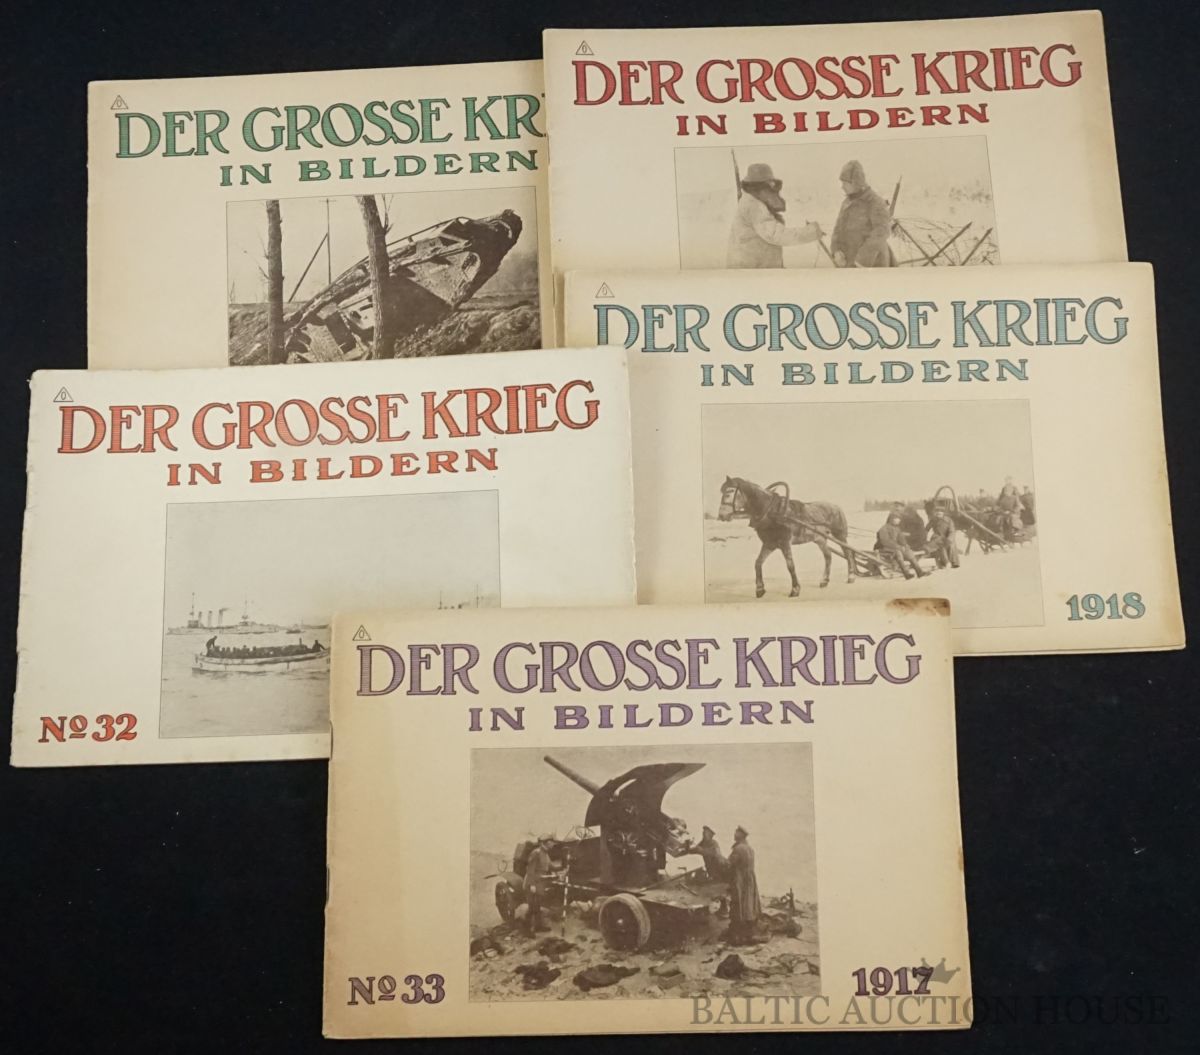 DER GROSSE KRI
IN BILDERN
DER GROSSE KRIEG
IN BILDERN
DER GROSSE KRIEG
IN BILDERN
1918
DER GROSSE KRIEG
IN BILDERN
No 32
DER GROSSE KRIEG
IN BILDERN
No 33
1917
BALTIC AUCTION HOUSE